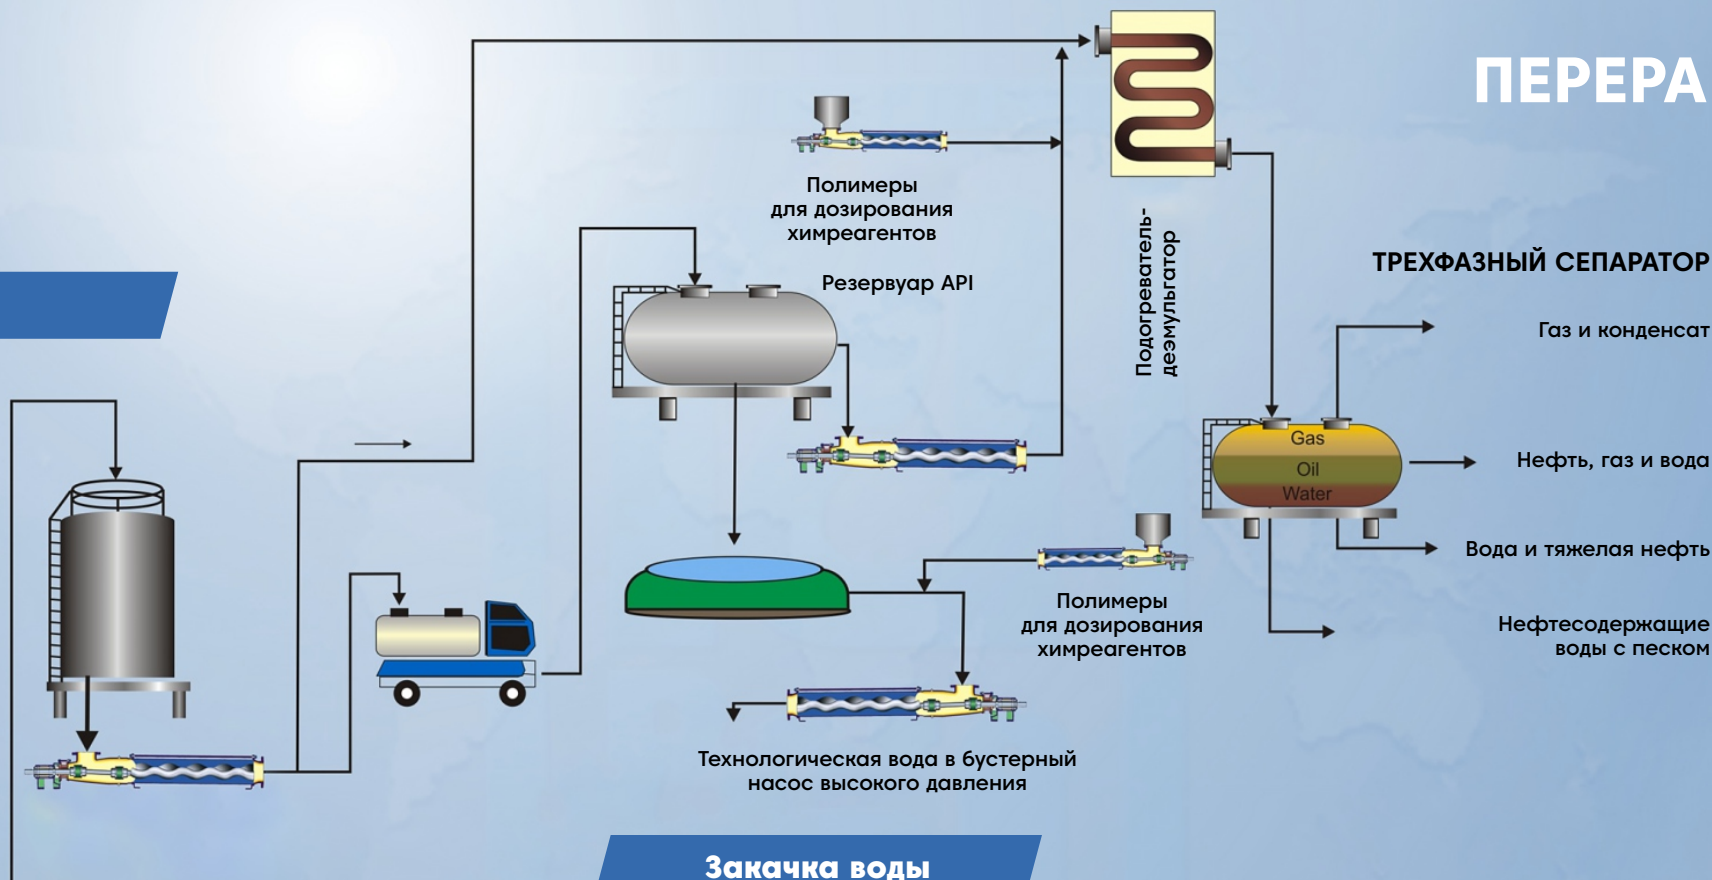 ПЕРЕРА
Полимеры
для дозирования
химреагентов
Резервуар API
Подогреватель-
деэмульгатор
ТРЕХФАЗНЫЙ СЕПАРАТОР
Газ и конденсат
Gas
Oil
Water
Нефть, газ и вода
Вода и тяжелая нефть
Нефтесодержащие
воды с песком
Полимеры
для дозирования
химреагентов
Технологическая вода в бустерный
насос высокого давления
Закачка воды